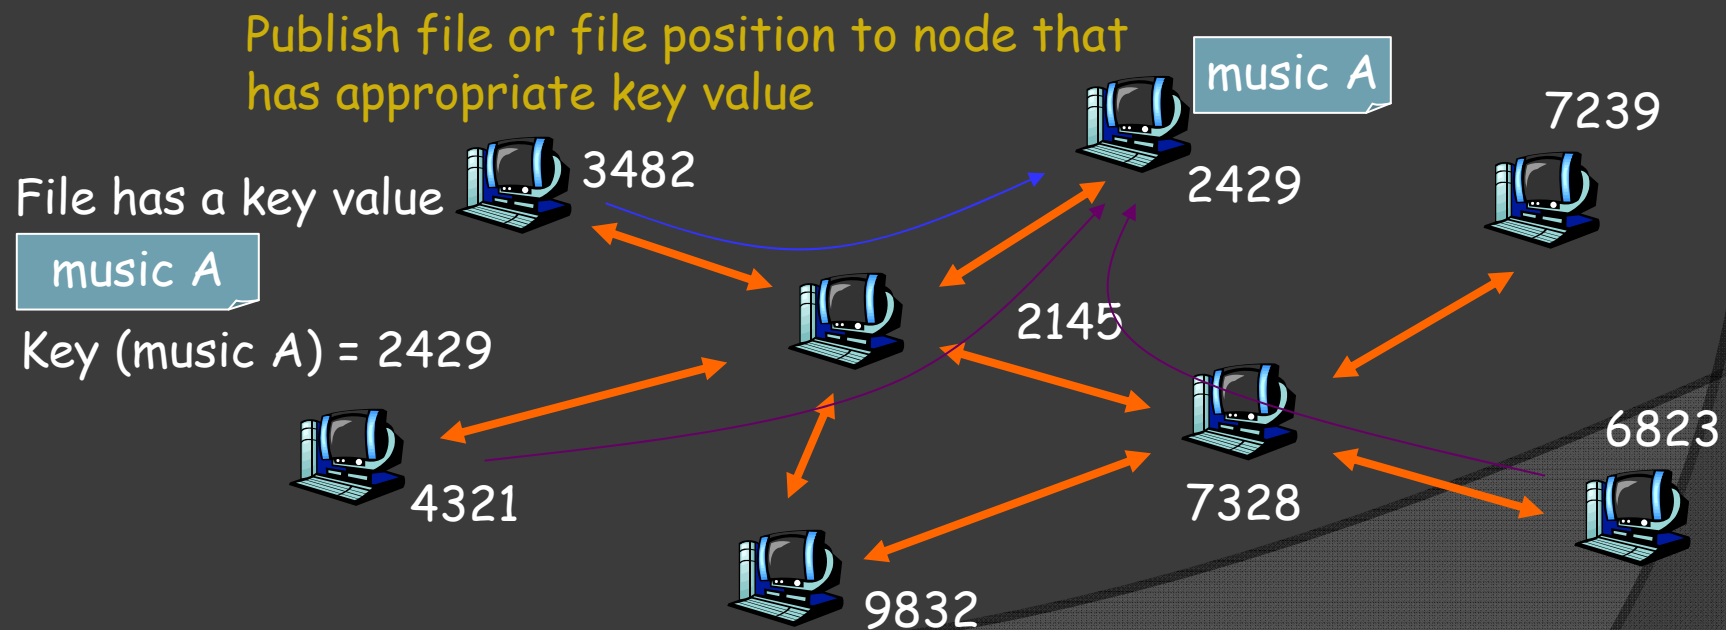 Publish file or file position to node that
has appropriate key value
music A
7239
3482
2429
File has a key value
music A
2145
Key (music A) = 2429
6823
4321
7328
9832